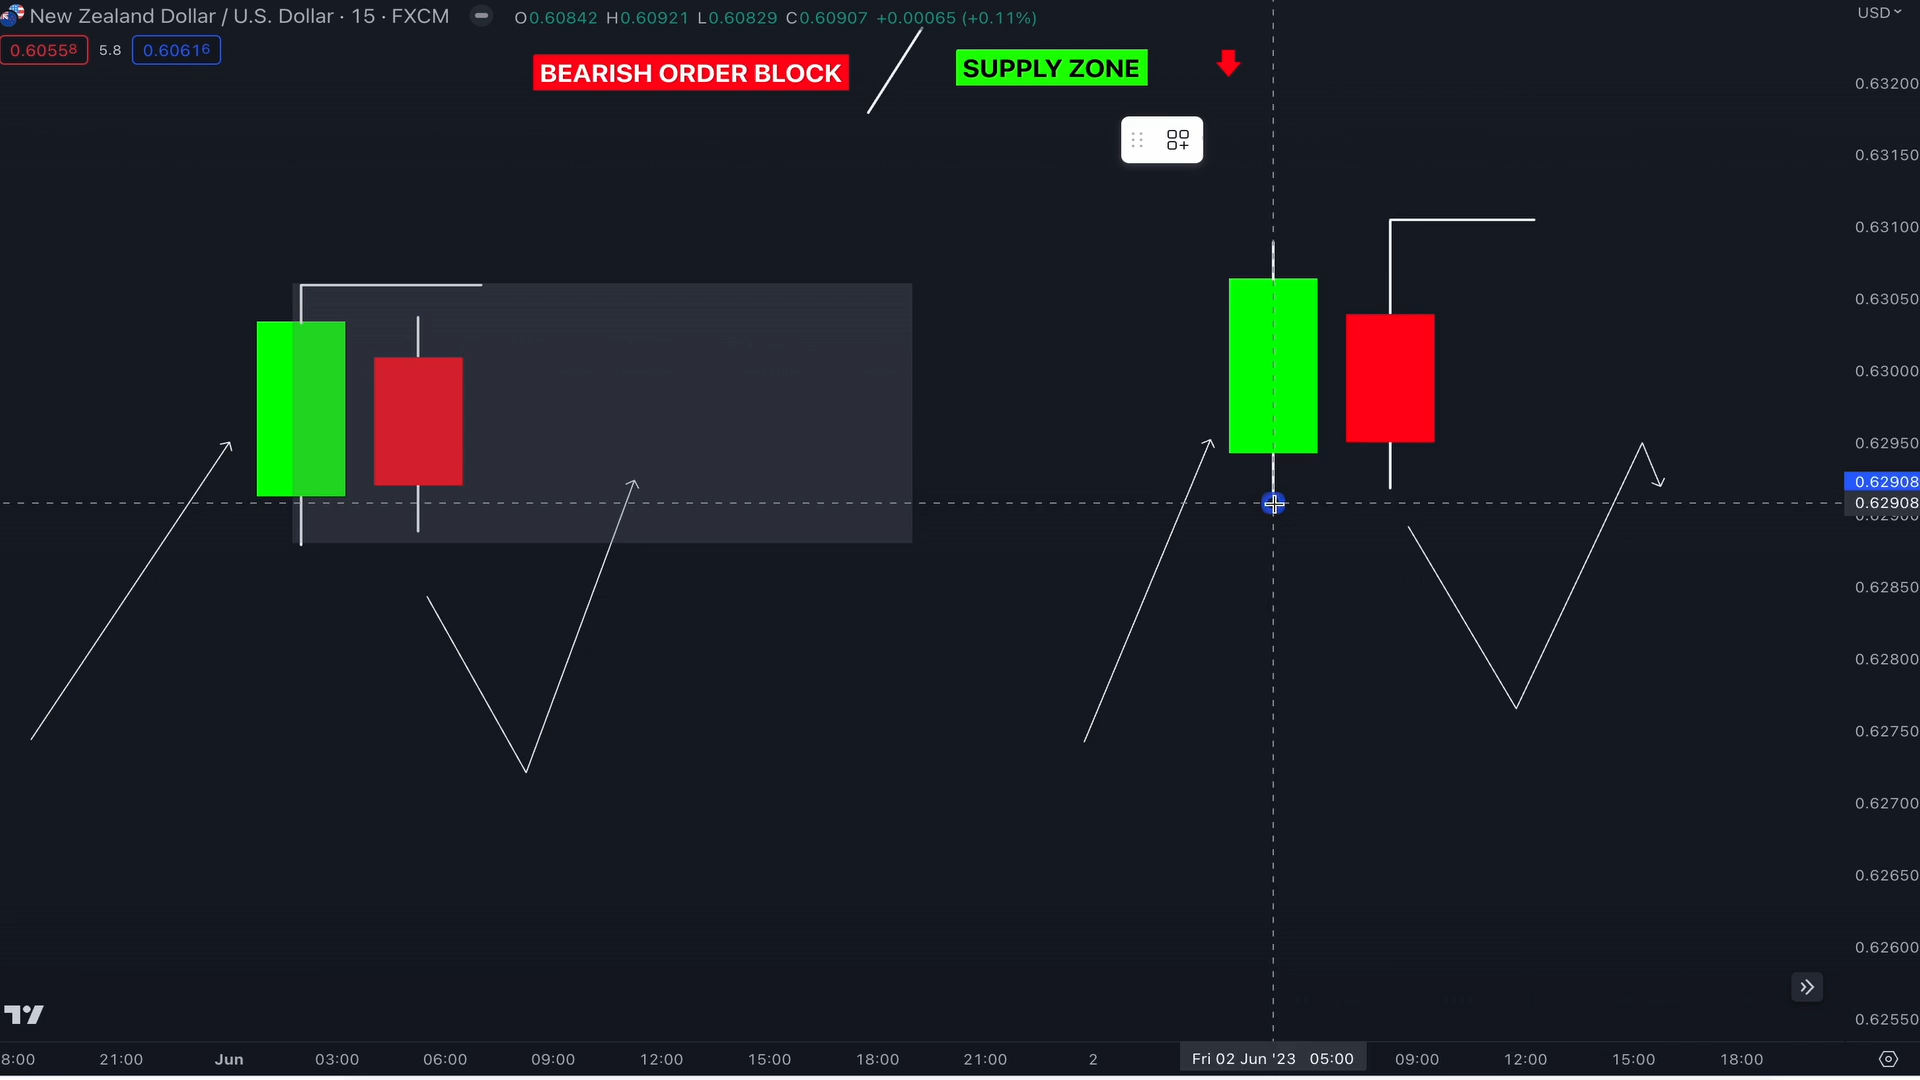 New Zealand Dollar / U.S. Dollar · 15 · FXCM
O0.60842 H0.60921 L0.60829 C0.60907 +0.00065 (+0.11%)
USD
0.60558 5.8 0.60616
BEARISH ORDER BLOCK
SUPPLY ZONE
0.63200
0.63150
0.63100
0.63050
0.63000
0.62950
0.62908
0.62908
0.62900
0.62850
0.62800
0.62750
0.62700
0.62650
0.62600
0.62550
8:00 21:00 Jun 03:00 06:00 09:00 12:00 15:00 18:00 21:00 2 Fri 02 Jun '23 05:00 09:00 12:00 15:00 18:00